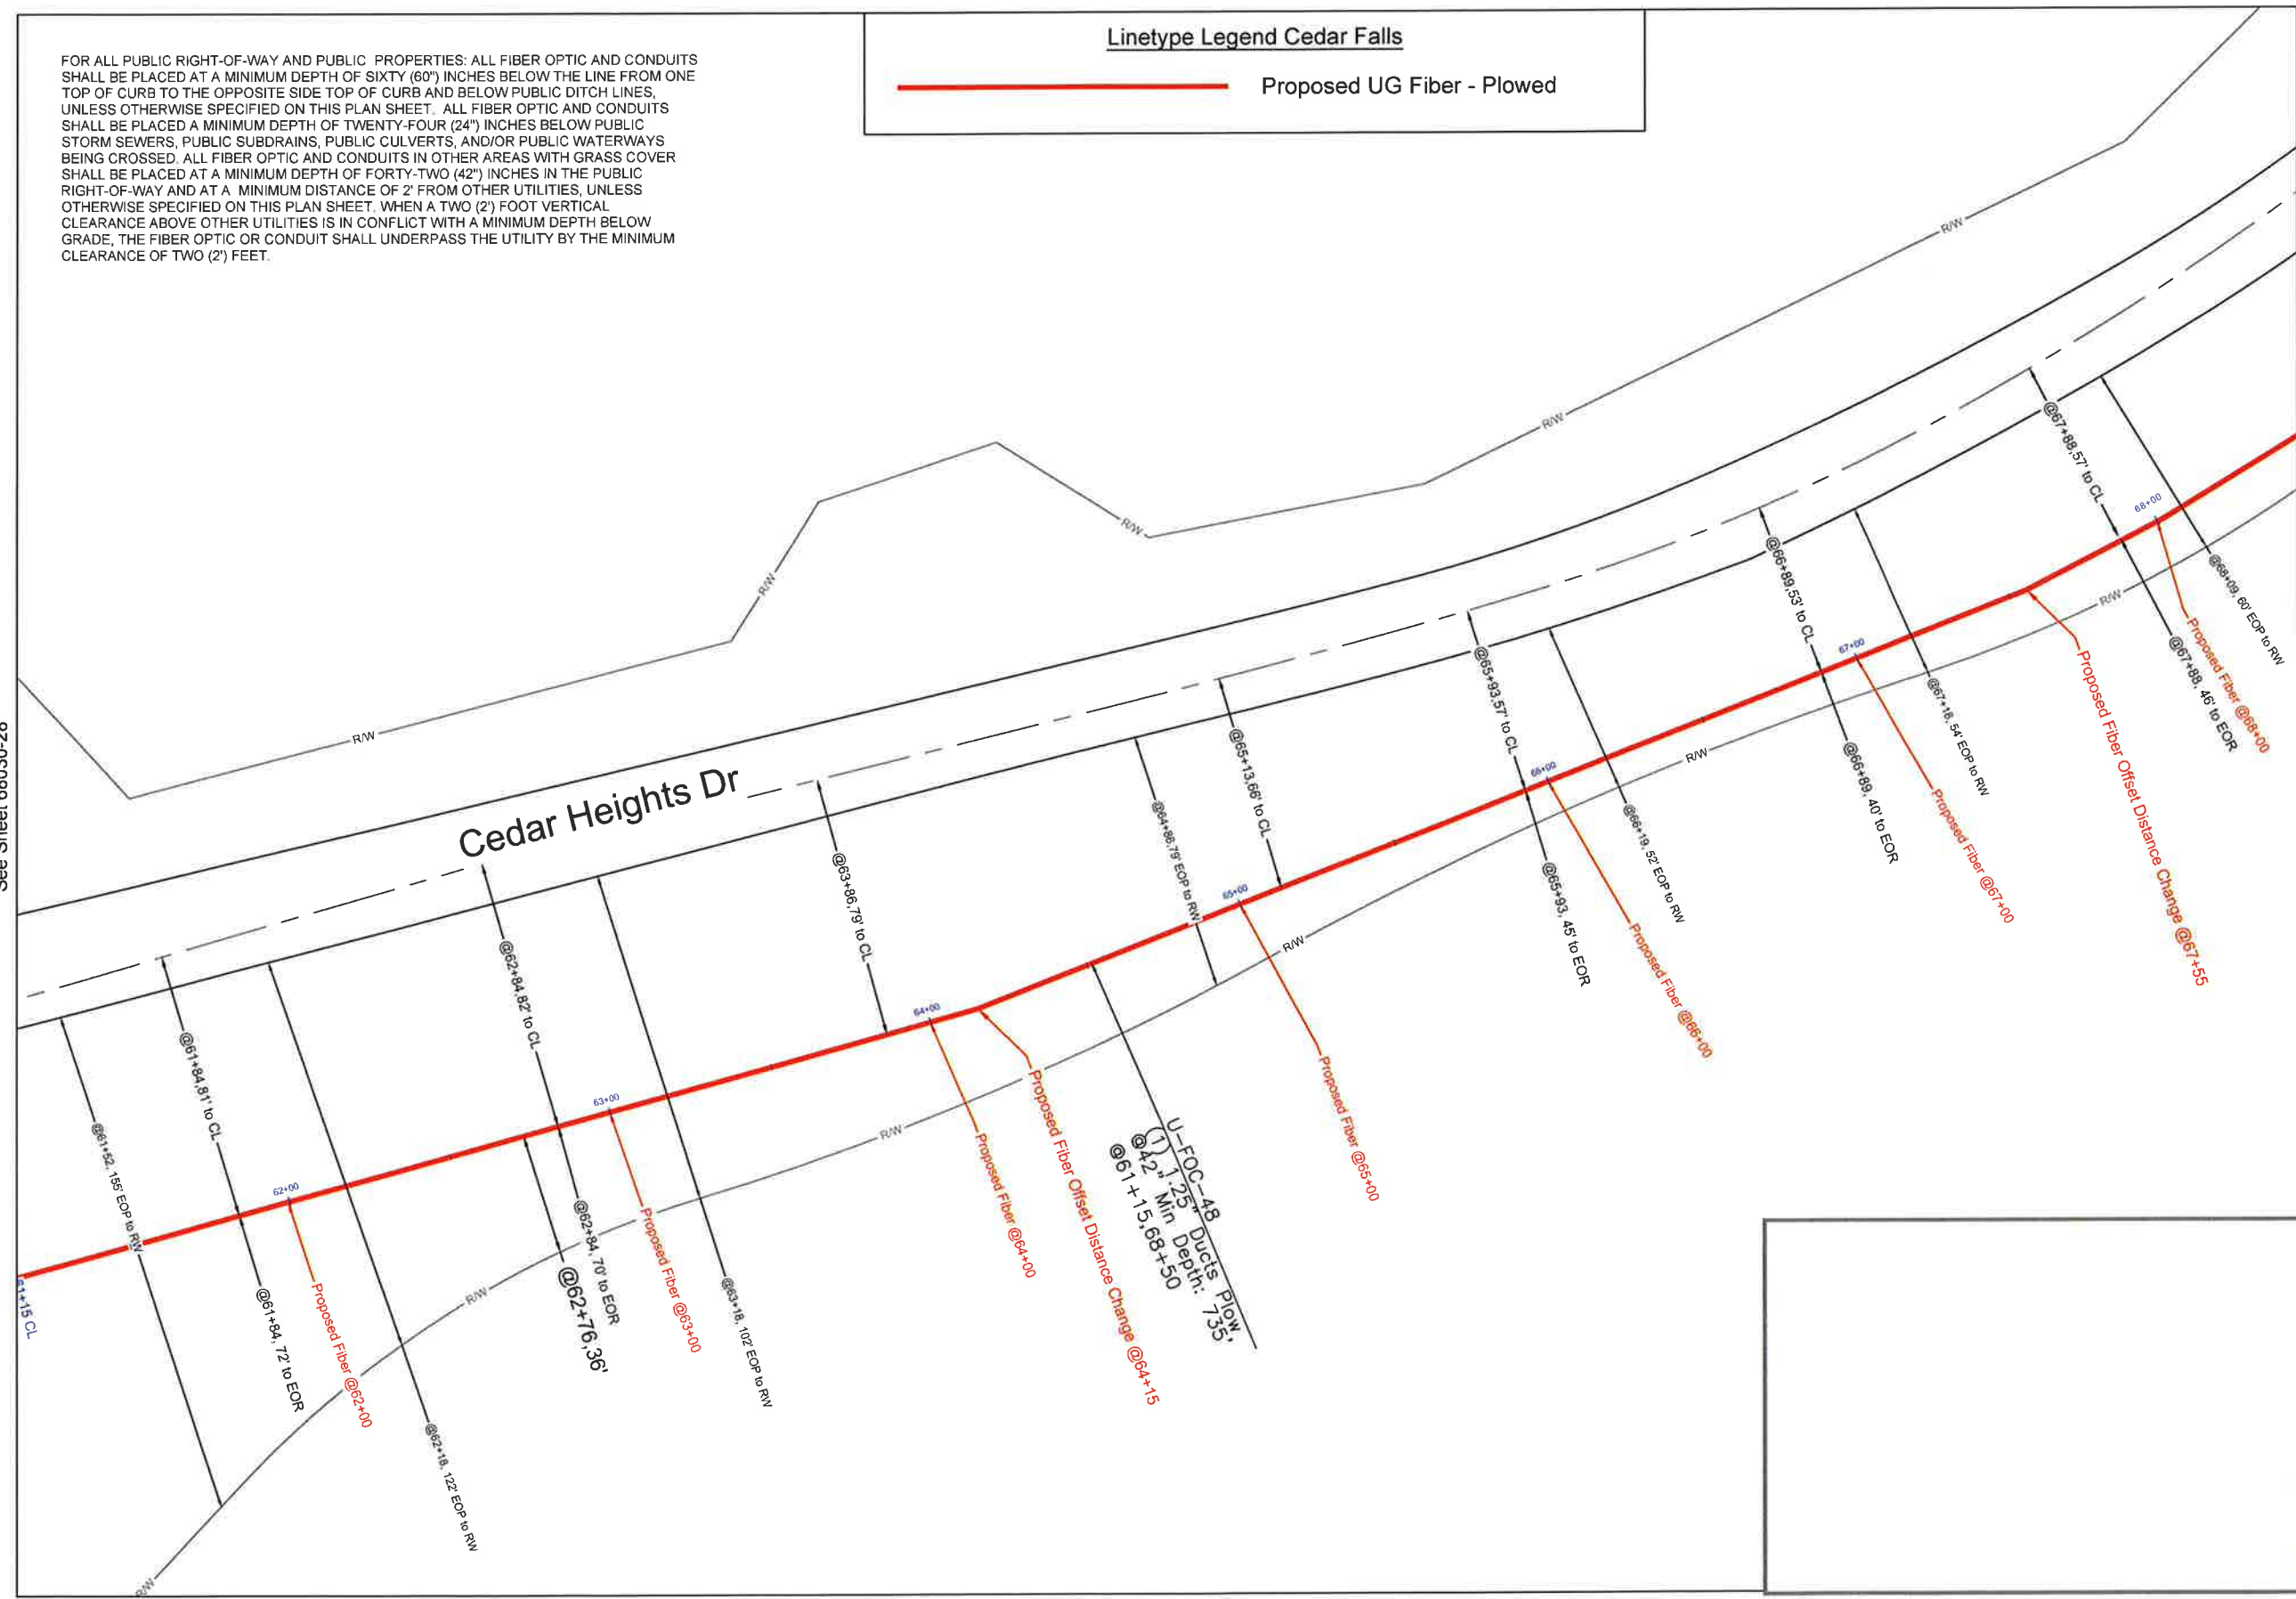 FOR ALL PUBLIC RIGHT-OF-WAY AND PUBLIC PROPERTIES: ALL FIBER OPTIC AND CONDUITS
SHALL BE PLACED AT A MINIMUM DEPTH OF SIXTY (60") INCHES BELOW THE LINE FROM ONE
TOP OF CURB TO THE OPPOSITE SIDE TOP OF CURB AND BELOW PUBLIC DITCH LINES,
UNLESS OTHERWISE SPECIFIED ON THIS PLAN SHEET. ALL FIBER OPTIC AND CONDUITS
SHALL BE PLACED A MINIMUM DEPTH OF TWENTY-FOUR (24") INCHES BELOW PUBLIC
STORM SEWERS, PUBLIC SUBDRAINS, PUBLIC CULVERTS, AND/OR PUBLIC WATERWAYS
BEING CROSSED. ALL FIBER OPTIC AND CONDUITS IN OTHER AREAS WITH GRASS COVER
SHALL BE PLACED AT A MINIMUM DEPTH OF FORTY-TWO (42") INCHES IN THE PUBLIC
RIGHT-OF-WAY AND AT A MINIMUM DISTANCE OF 2' FROM OTHER UTILITIES, UNLESS
OTHERWISE SPECIFIED ON THIS PLAN SHEET. WHEN A TWO (2') FOOT VERTICAL
CLEARANCE ABOVE OTHER UTILITIES IS IN CONFLICT WITH A MINIMUM DEPTH BELOW
GRADE, THE FIBER OPTIC OR CONDUIT SHALL UNDERPASS THE UTILITY BY THE MINIMUM
CLEARANCE OF TWO (2') FEET.
Linetype Legend Cedar Falls
Proposed UG Fiber - Plowed
R/W
R/W
R/W
R/W
R/W
Cedar Heights Dr
See Sheet
61+15 CL
@61+52, 155' EOP to RW
@61+84,81' to CL
@61+84, 72' to EOR
62+00
Proposed Fiber @62+00
@62+18, 122' EOP to RW
@62+84,82' to CL
@62+84, 70' to EOR
@62+76,36'
63+00
Proposed Fiber @63+00
@63+18, 102' EOP to RW
@63+86,79' to CL
64+00
Proposed Fiber @64+00
Proposed Fiber Offset Distance Change @64+15
U-FOC-48
(1) 1.25" Ducts Plow
@42" Min Depth: 735'
@61+15,68+50
@64+86,79' EOP to RW
@65+13,66' to CL
65+00
Proposed Fiber @65+00
@65+93,57' to CL
@65+93, 45' to EOR
66+00
Proposed Fiber @66+00
@66+19, 52' EOP to RW
@66+89,53' to CL
@66+89, 40' to EOR
67+00
Proposed Fiber @67+00
@67+18, 54' EOP to RW
Proposed Fiber Offset Distance Change @67+55
@67+88,57' to CL
@67+88, 46' to EOR
68+00
Proposed Fiber @68+00
@68+09, 60' EOP to RW
R/W
R/W
R/W
R/W
R/W
R/W